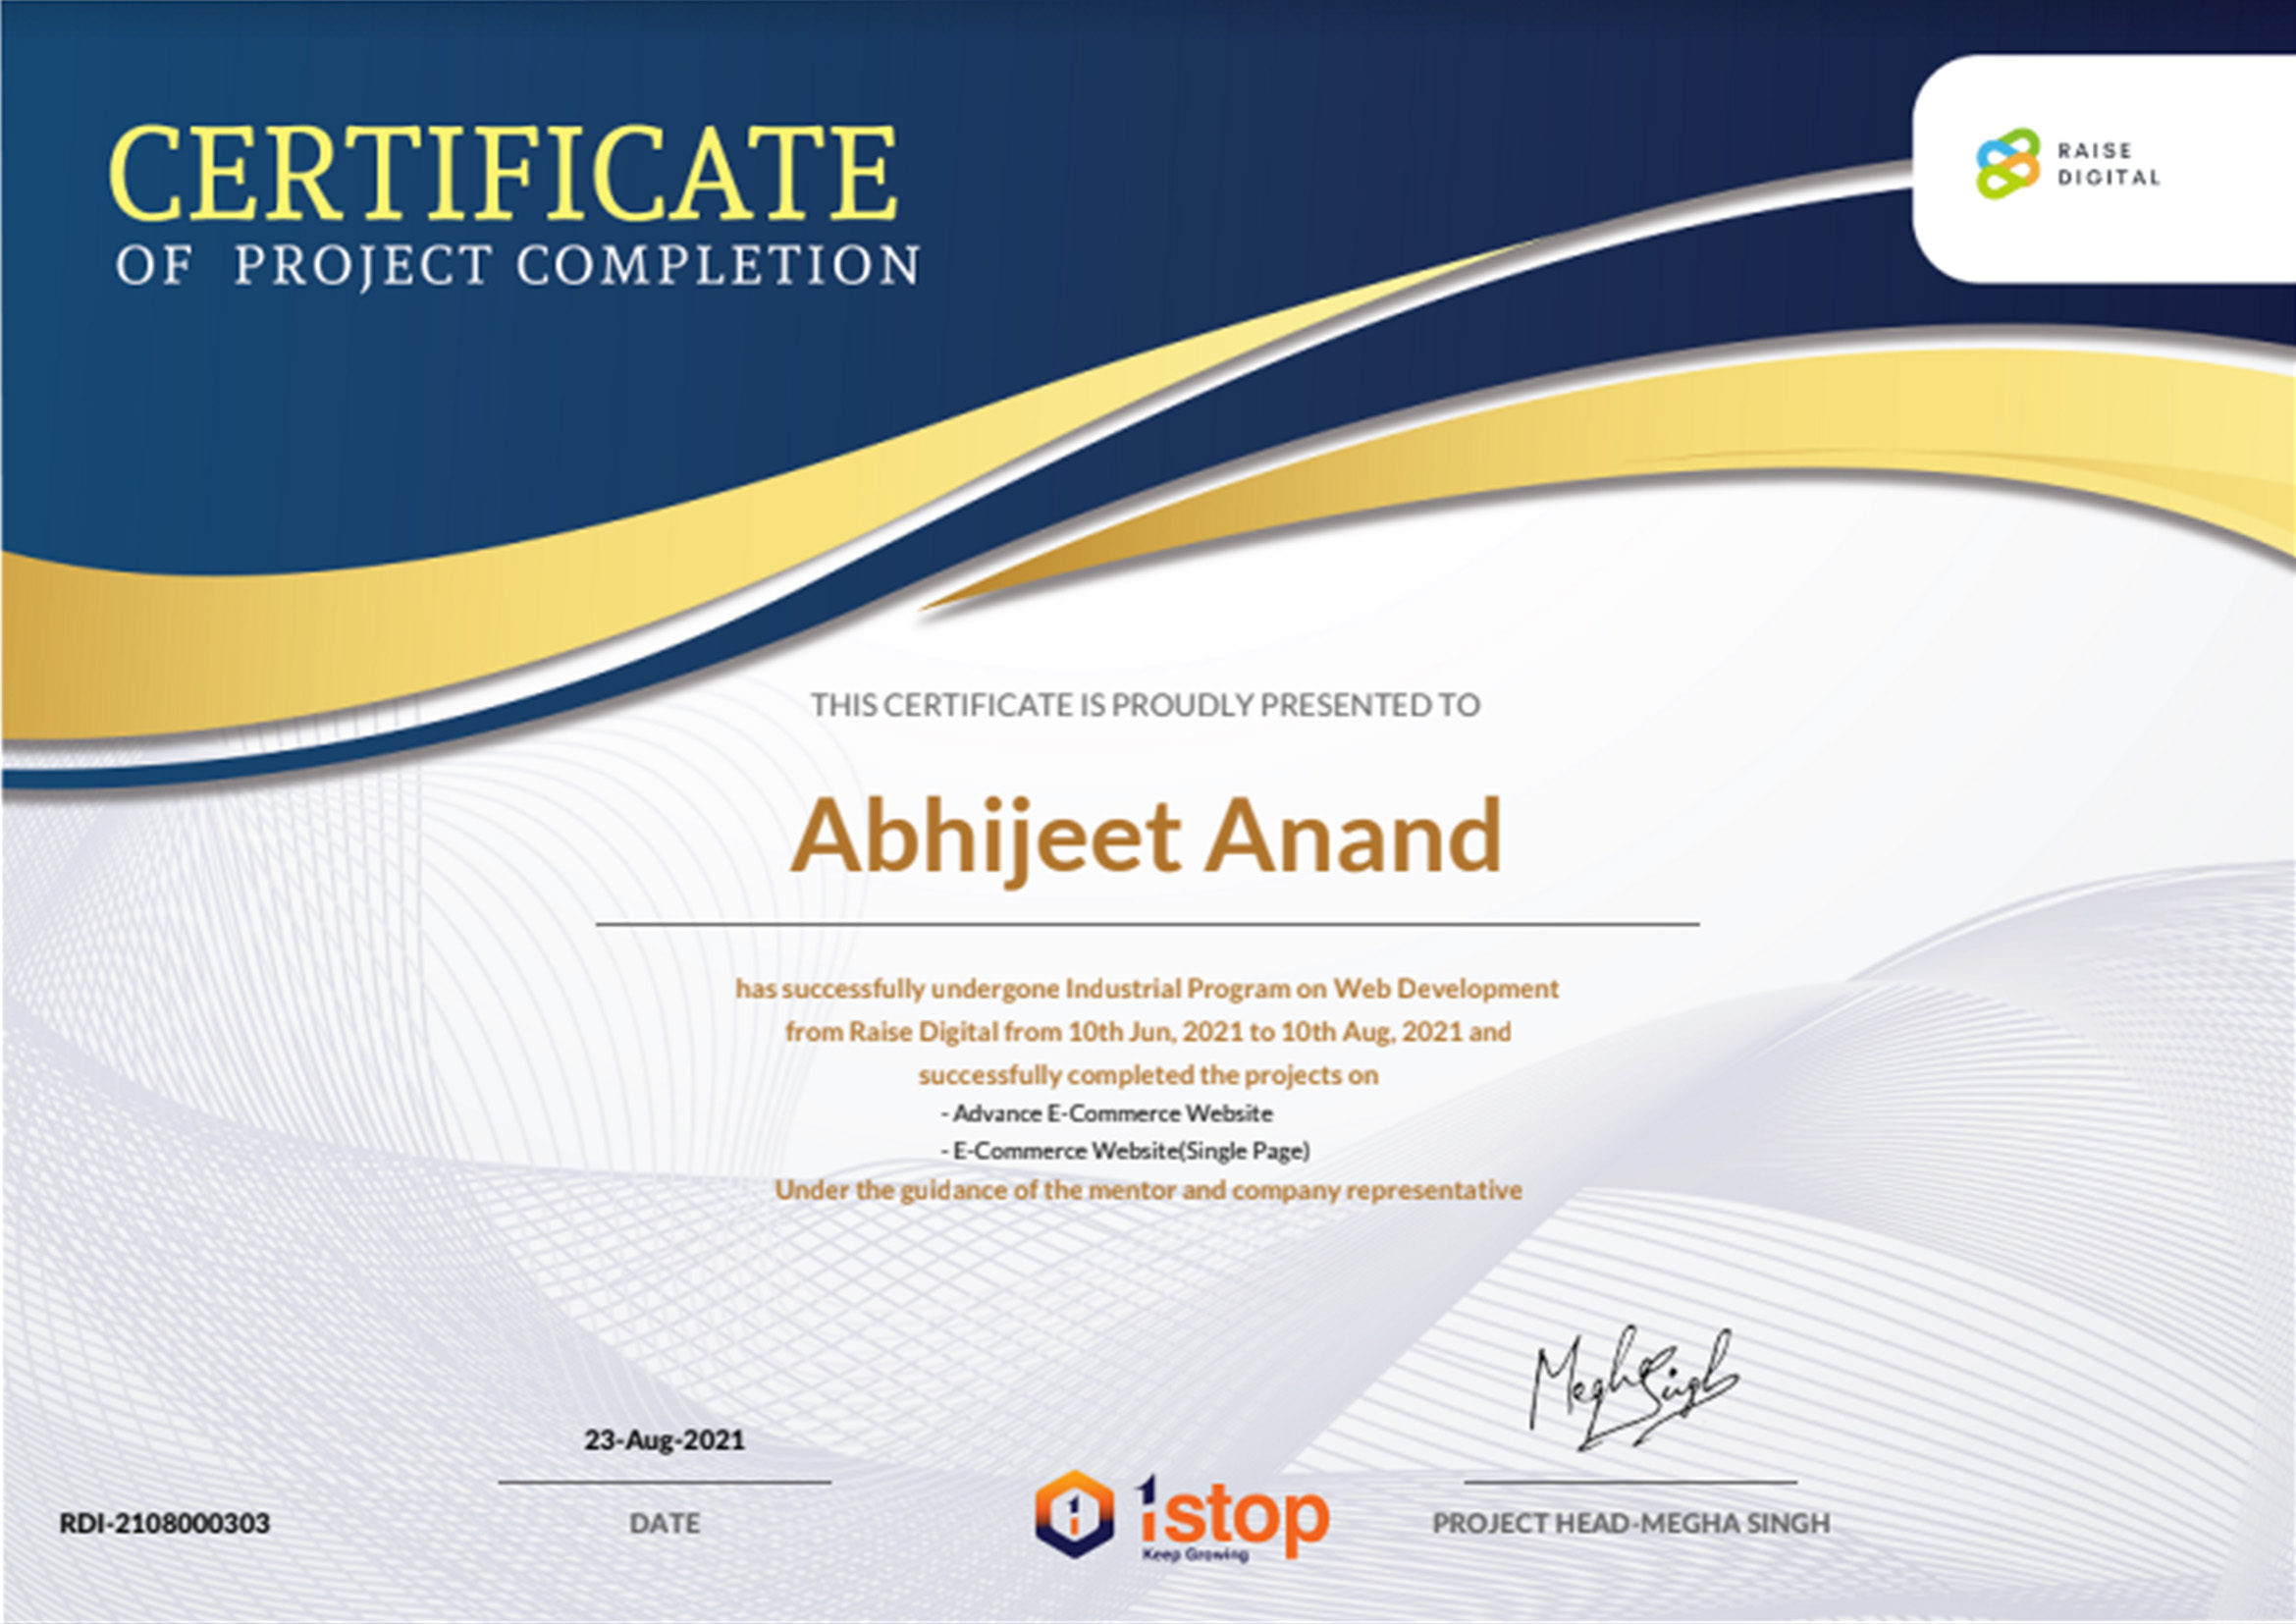 CERTIFICATE
OF PROJECT COMPLETION
RAISE
DIGITAL
THIS CERTIFICATE IS PROUDLY PRESENTED TO
Abhijeet Anand
has successfully undergone Industrial Program on Web Development
from Raise Digital from 10th Jun, 2021 to 10th Aug, 2021 and
successfully completed the projects on
- Advance E-Commerce Website
- E-Commerce Website(Single Page)
Under the guidance of the mentor and company representative
Megha Singh
23-Aug-2021
RDI-2108000303
DATE
1stop
Keep Growing
PROJECT HEAD-MEGHA SINGH